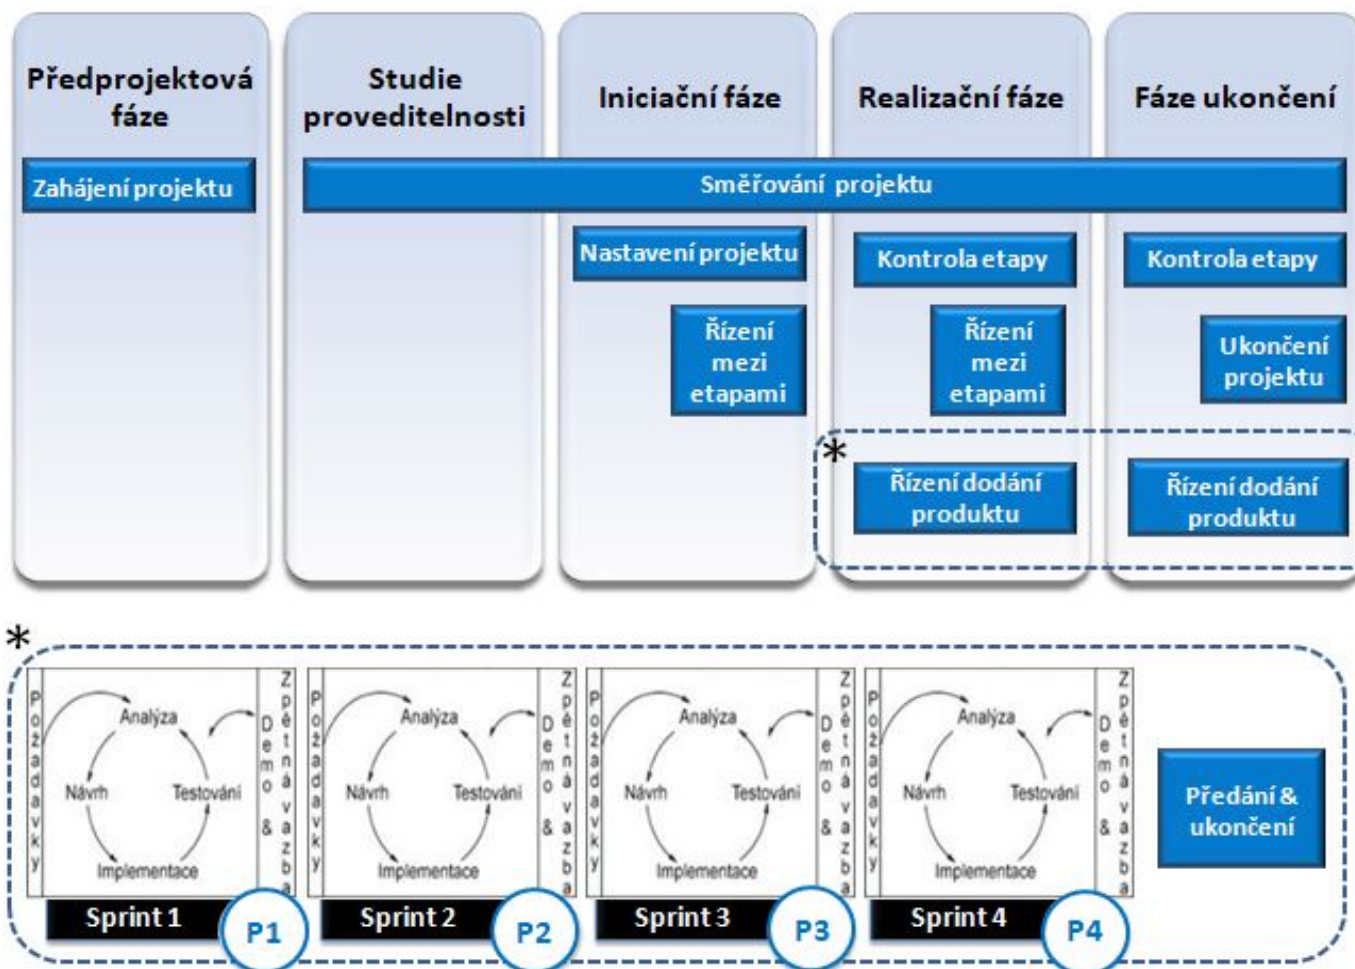 Předprojektová
fáze
Studie
proveditelnosti
Iniciační fáze
Realizační fáze
Fáze ukončení
Zahájení projektu
Směřování projektu
Nastavení projektu
Kontrola etapy
Kontrola etapy
Řízení
mezi
etapami
Řízení
mezi
etapami
Ukončení
projektu
*
Řízení dodání
produktu
Řízení dodání
produktu
*
Požadavky
Analýza
Návrh
Testování
Implementace
Demo &
Zpětná vazba
Sprint 1
P1
Požadavky
Analýza
Návrh
Testování
Implementace
Demo &
Zpětná vazba
Sprint 2
P2
Požadavky
Analýza
Návrh
Testování
Implementace
Demo &
Zpětná vazba
Sprint 3
P3
Požadavky
Analýza
Návrh
Testování
Implementace
Demo &
Zpětná vazba
Sprint 4
P4
Předání &
ukončení